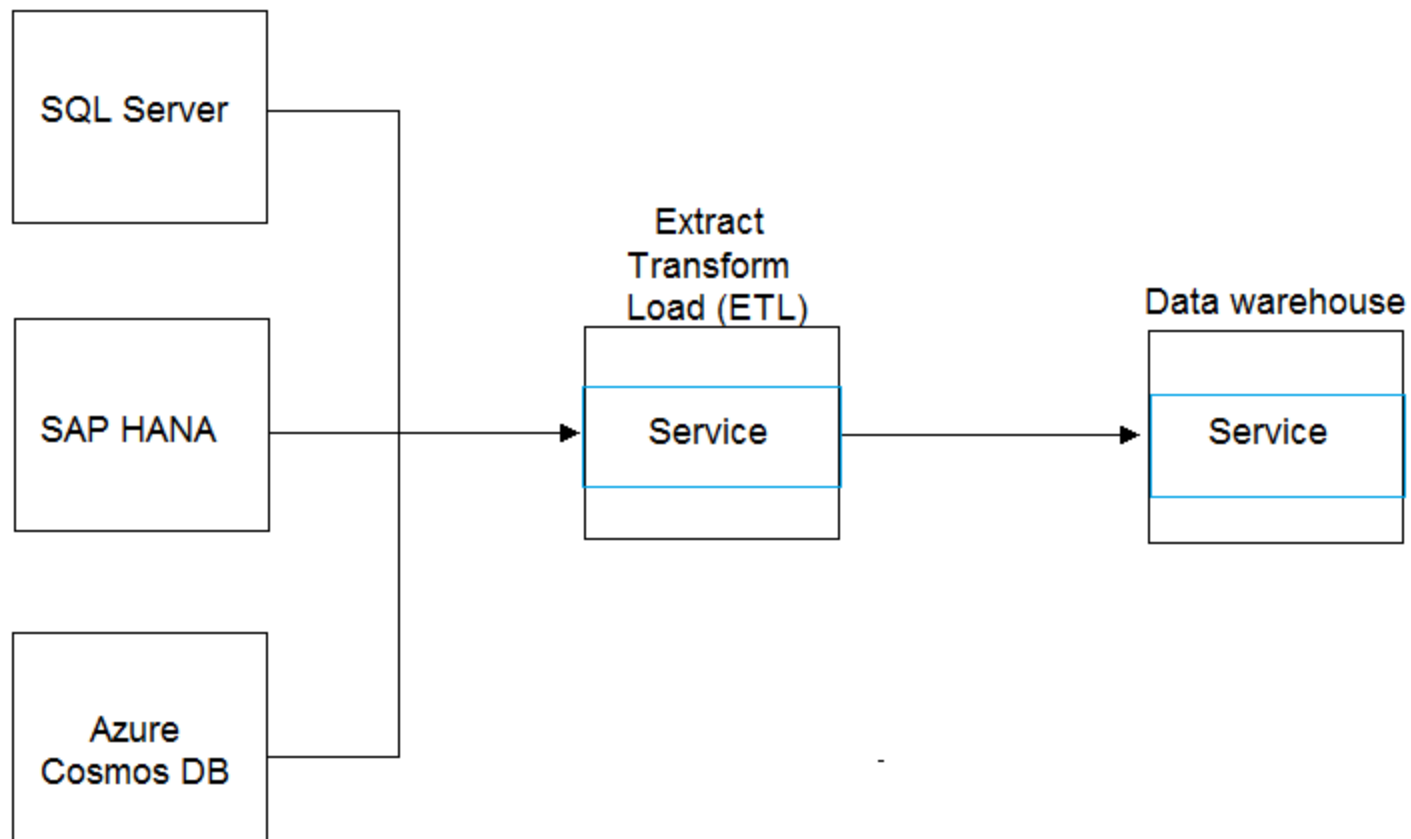 SQL Server
SAP HANA
Azure
Cosmos DB
Extract
Transform
Load (ETL)
Service
Data warehouse
Service
-